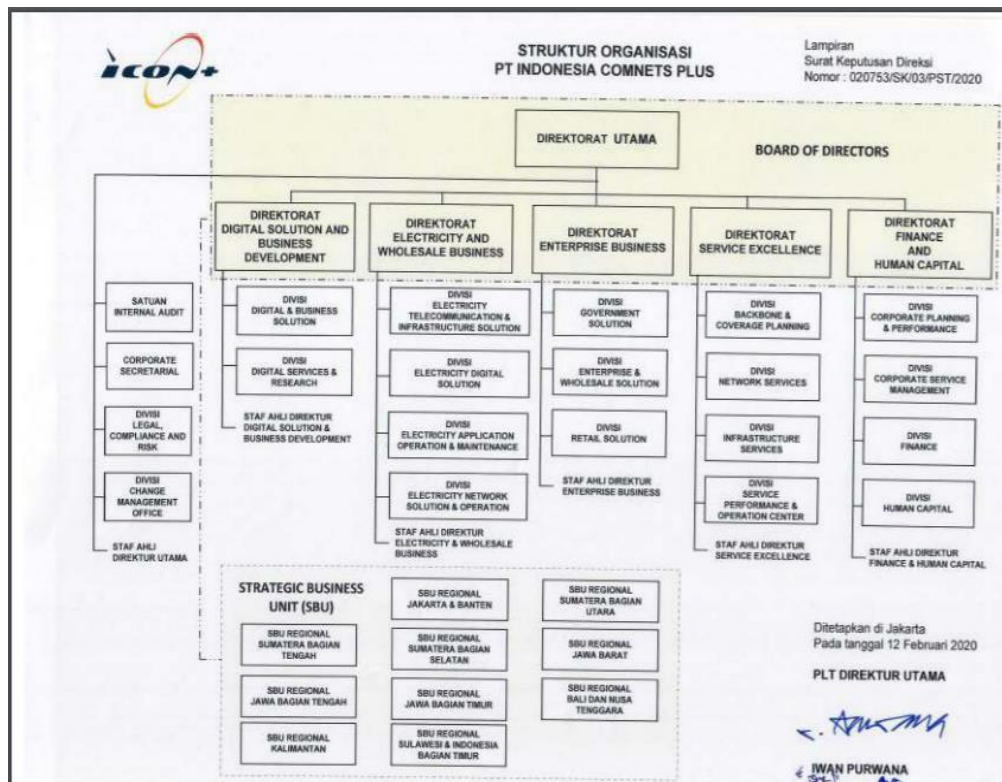 icon+
STRUKTUR ORGANISASI
PT INDONESIA COMNETS PLUS
Lampiran
Surat Keputusan Direksi
Nomor : 020753/SK/03/PST/2020
DIREKTORAT UTAMA
BOARD OF DIRECTORS
DIREKTORAT
DIGITAL SOLUTION AND
BUSINESS
DEVELOPMENT
DIREKTORAT
ELECTRICITY AND
WHOLESALE BUSINESS
DIREKTORAT
ENTERPRISE BUSINESS
DIREKTORAT
SERVICE EXCELLENCE
DIREKTORAT
FINANCE
AND
HUMAN CAPITAL
SATUAN
INTERNAL AUDIT
CORPORATE
SECRETARIAL
DIVISI
LEGAL,
COMPLIANCE AND
RISK
DIVISI
CHANGE
MANAGEMENT
OFFICE
STAF AHLI
DIREKTUR UTAMA
DIVISI
DIGITAL & BUSINESS
SOLUTION
DIVISI
DIGITAL SERVICES &
RESEARCH
STAF AHLI DIREKTUR
DIGITAL SOLUTION &
BUSINESS DEVELOPMENT
DIVISI
ELECTRICITY
TELECOMMUNICATION &
INFRASTRUCTURE SOLUTION
DIVISI
ELECTRICITY DIGITAL
SOLUTION
DIVISI
ELECTRICITY APPLICATION
OPERATION & MAINTENANCE
DIVISI
ELECTRICITY NETWORK
SOLUTION & OPERATION
STAF AHLI DIREKTUR
ELECTRICITY & WHOLESALE
BUSINESS
DIVISI
GOVERNMENT
SOLUTION
DIVISI
ENTERPRISE &
WHOLESALE SOLUTION
DIVISI
RETAIL SOLUTION
STAF AHLI DIREKTUR
ENTERPRISE BUSINESS
DIVISI
BACKBONE
& COVERAGE PLANNING
DIVISI
NETWORK SERVICES
DIVISI
INFRASTRUCTURE
SERVICES
DIVISI
SERVICE
PERFORMANCE &
OPERATION CENTER
STAF AHLI DIREKTUR
SERVICE EXCELLENCE
DIVISI
CORPORATE PLANNING
& PERFORMANCE
DIVISI
CORPORATE SERVICE
MANAGEMENT
DIVISI
FINANCE
DIVISI
HUMAN CAPITAL
STAF AHLI DIREKTUR
FINANCE & HUMAN CAPITAL
STRATEGIC BUSINESS
UNIT (SBU)
SBU REGIONAL
JAKARTA & BANTEN
SBU REGIONAL
SUMATERA BAGIAN
UTARA
SBU REGIONAL
SUMATERA BAGIAN
TENGAH
SBU REGIONAL
SUMATERA BAGIAN
SELATAN
SBU REGIONAL
JAWA BARAT
SBU REGIONAL
JAWA BAGIAN TENGAH
SBU REGIONAL
JAWA BAGIAN TIMUR
SBU REGIONAL
BALI DAN NUSA
TENGGARA
SBU REGIONAL
KALIMANTAN
SBU REGIONAL
SULAWESI & INDONESIA
BAGIAN TIMUR
Ditetapkan di Jakarta
Pada tanggal 12 Februari 2020
PLT DIREKTUR UTAMA
IWAN PURWANA